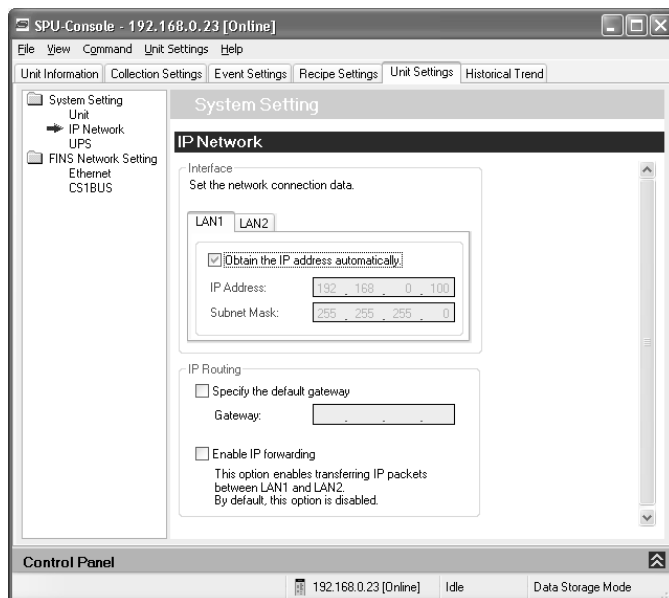 SPU-Console - 192.168.0.23 [Online]
File View Command Unit Settings Help
Unit Information Collection Settings Event Settings Recipe Settings Unit Settings Historical Trend
System Setting
Unit
IP Network
UPS
FINS Network Setting
Ethernet
CS1BUS
System Setting
IP Network
Interface
Set the network connection data.
LAN1 LAN2
Obtain the IP address automatically.
IP Address: 192 . 168 . 0 . 100
Subnet Mask: 255 . 255 . 255 . 0
IP Routing
Specify the default gateway
Gateway: . . .
Enable IP forwarding
This option enables transferring IP packets
between LAN1 and LAN2.
By default, this option is disabled.
Control Panel
192.168.0.23 [Online] Idle Data Storage Mode